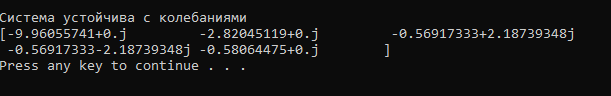 Система устойчива с колебаниями
[-9.96055741+0.j         -2.82045119+0.j         -0.56917333+2.18739348j
 -0.56917333-2.18739348j -0.58064475+0.j        ]
Press any key to continue . . .